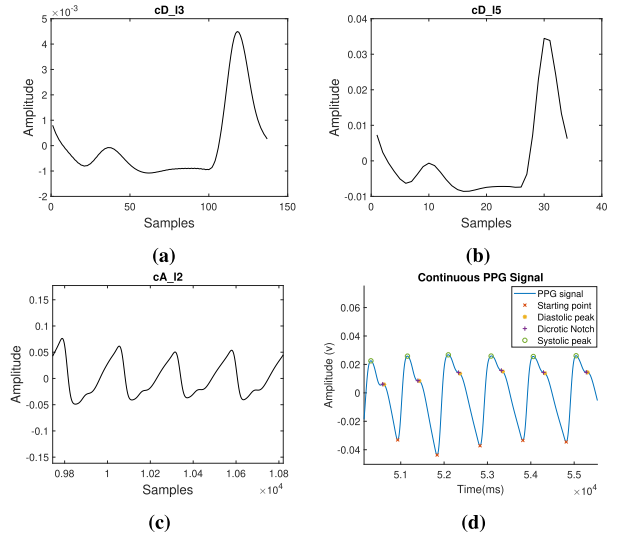 cD_l3
×10⁻³
5
4
3
2
1
0
-1
-2
0 50 100 150
Amplitude
Samples
(a)
cD_l5
0.04
0.03
0.02
0.01
0
-0.01
0 10 20 30 40
Amplitude
Samples
(b)
cA_l2
0.15
0.1
0.05
0
-0.05
-0.1
-0.15
0.98 1 1.02 1.04 1.06 1.08
×10⁴
Amplitude
Samples
(c)
Continuous PPG Signal
PPG signal
Starting point
Diastolic peak
Dicrotic Notch
Systolic peak
0.06
0.04
0.02
0
-0.02
-0.04
5.1 5.2 5.3 5.4 5.5
×10⁴
Amplitude (v)
Time(ms)
(d)